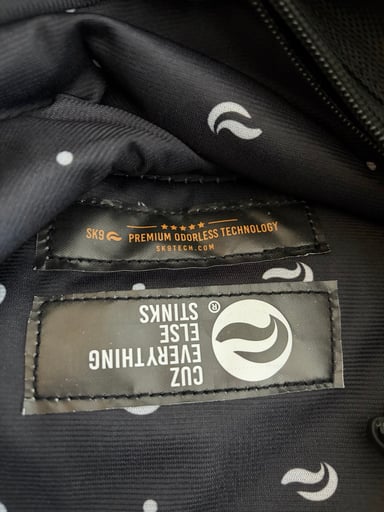 SK9 PREMIUM ODORLESS TECHNOLOGY
SK9TECH.COM
CUZ
EVERYTHING
ELSE
STINKS ®